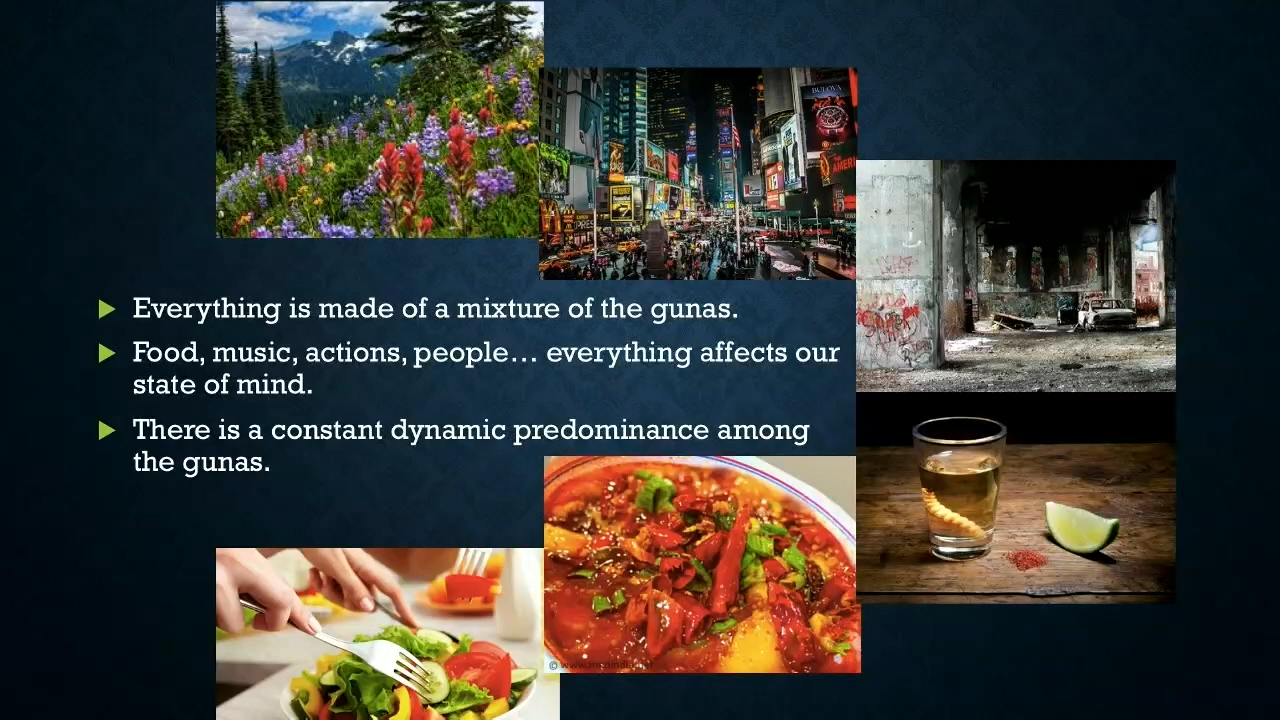 BULOVA
Everything is made of a mixture of the gunas.
Food, music, actions, people... everything affects our
state of mind.
There is a constant dynamic predominance among
the gunas.